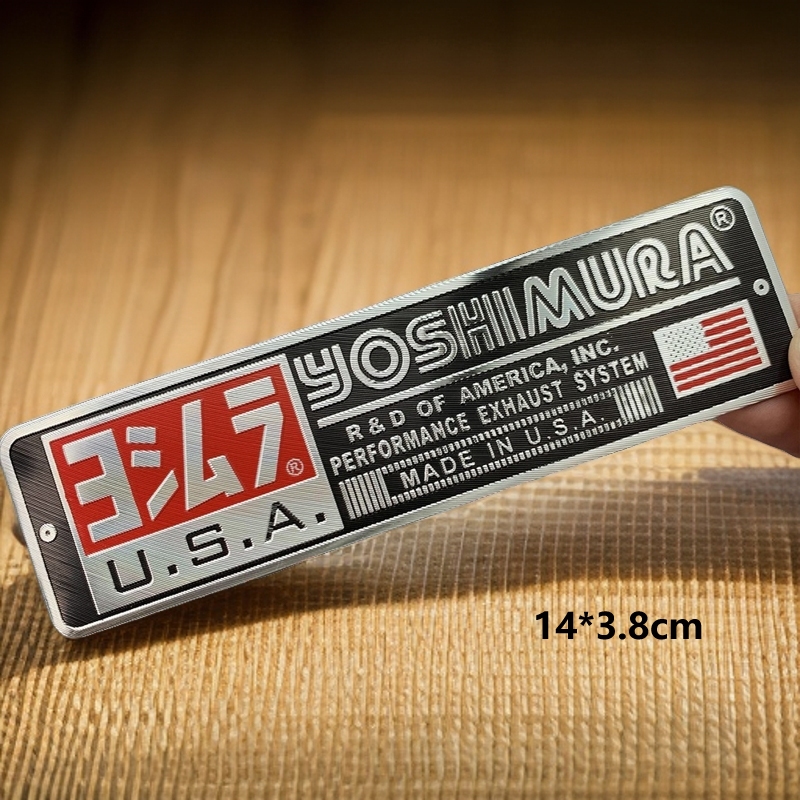 ヨシムラ®
U.S.A.
YOSHIMURA®
R & D OF AMERICA, INC.
PERFORMANCE EXHAUST SYSTEM
MADE IN U.S.A.
14*3.8cm